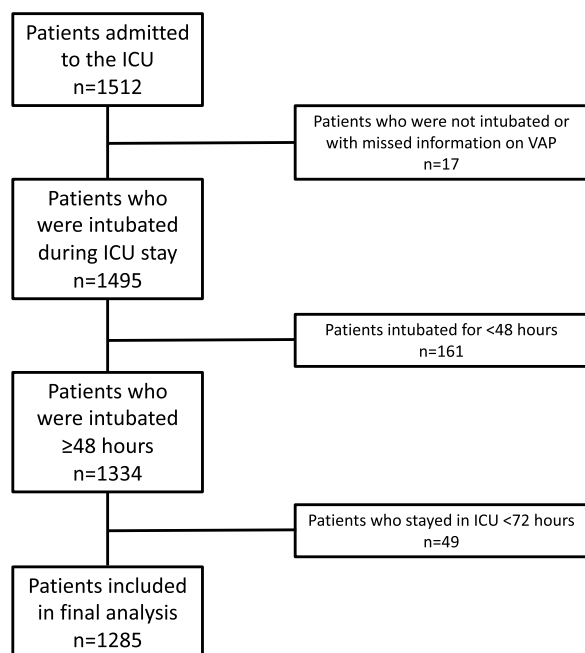 Patients admitted
to the ICU
n=1512
Patients who were not intubated or
with missed information on VAP
n=17
Patients who
were intubated
during ICU stay
n=1495
Patients intubated for <48 hours
n=161
Patients who
were intubated
≥48 hours
n=1334
Patients who stayed in ICU <72 hours
n=49
Patients included
in final analysis
n=1285